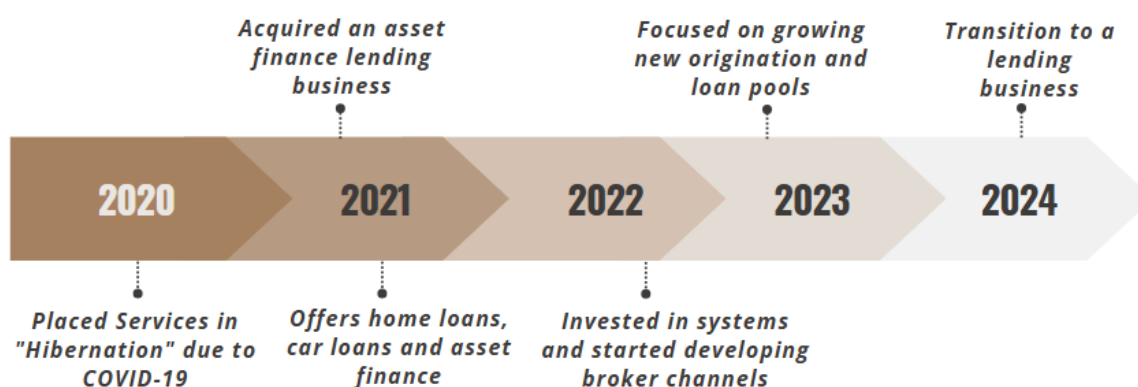 Acquired an asset
finance lending
business
Focused on growing
new origination and
loan pools
Transition to a
lending
business
2020
2021
2022
2023
2024
Placed Services in
"Hibernation" due to
COVID-19
Offers home loans,
car loans and asset
finance
Invested in systems
and started developing
broker channels